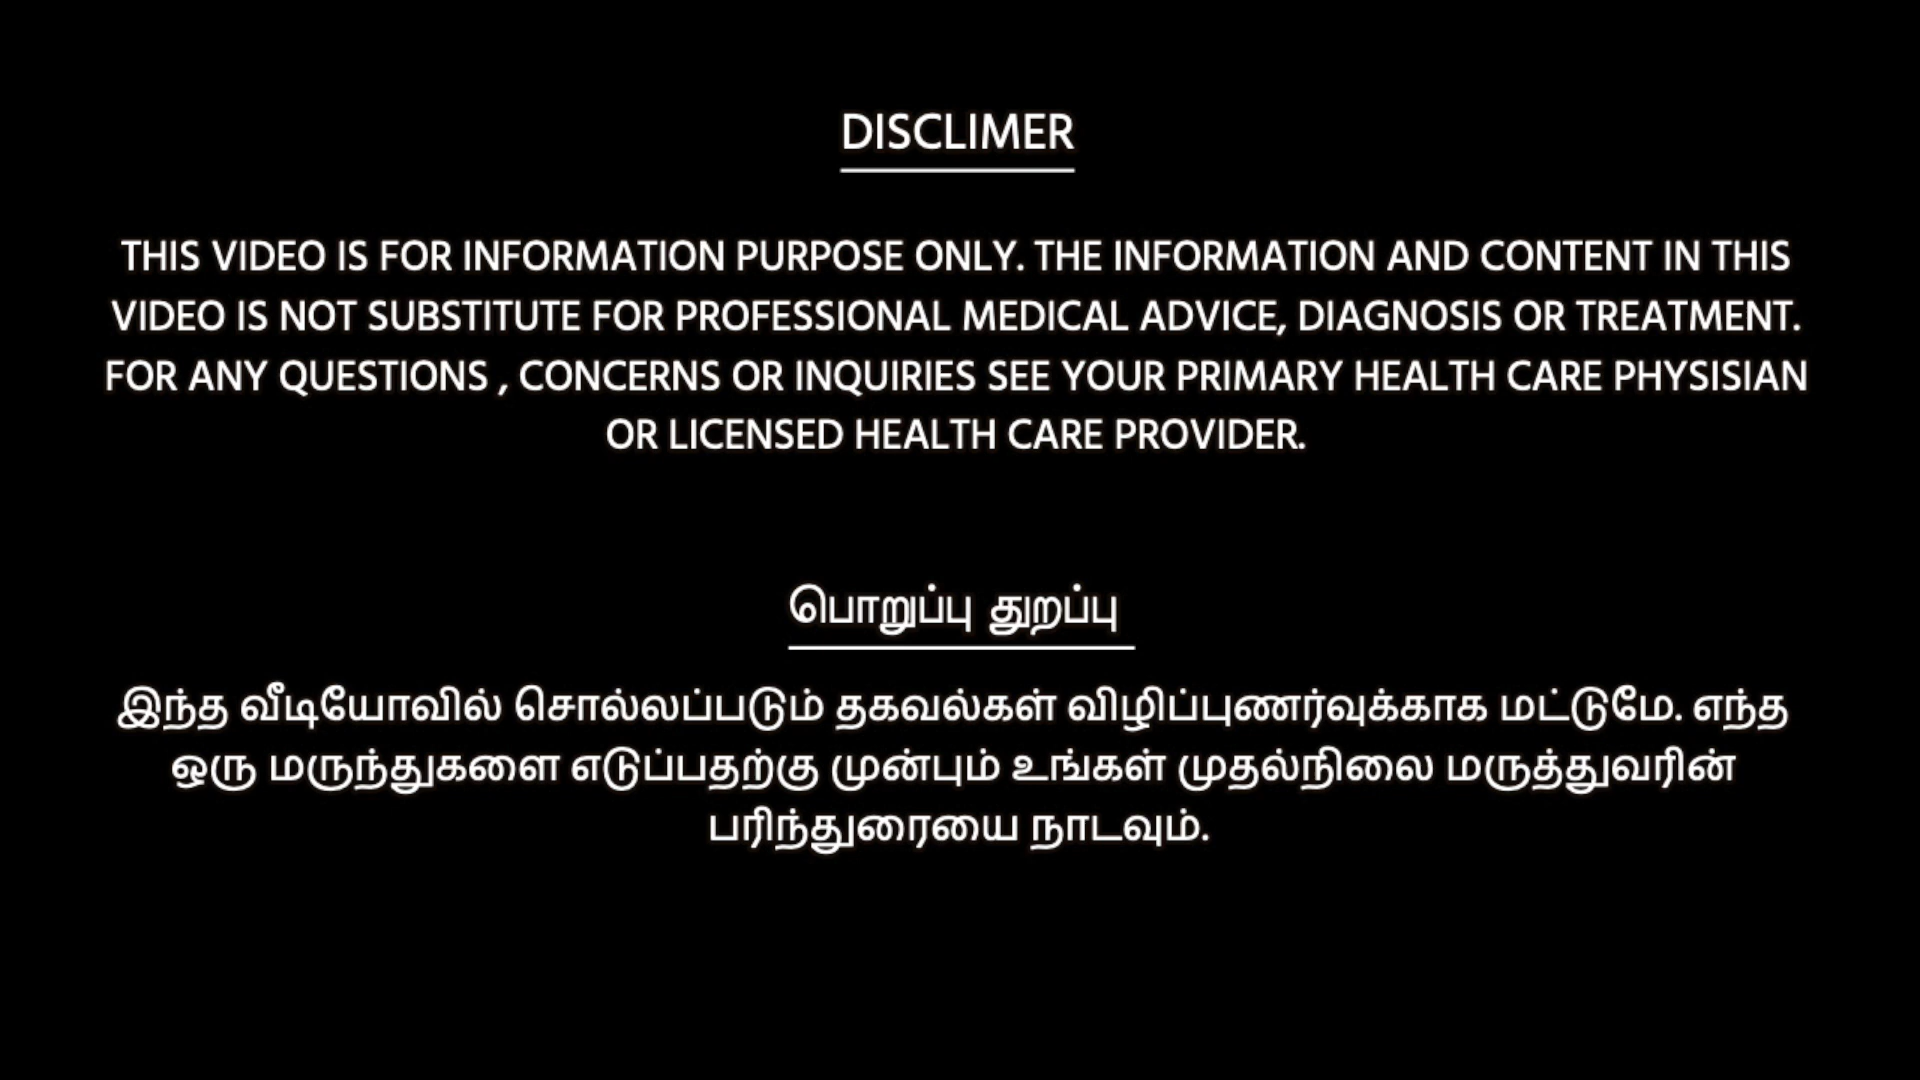 DISCLIMER
THIS VIDEO IS FOR INFORMATION PURPOSE ONLY. THE INFORMATION AND CONTENT IN THIS
VIDEO IS NOT SUBSTITUTE FOR PROFESSIONAL MEDICAL ADVICE, DIAGNOSIS OR TREATMENT.
FOR ANY QUESTIONS , CONCERNS OR INQUIRIES SEE YOUR PRIMARY HEALTH CARE PHYSISIAN
OR LICENSED HEALTH CARE PROVIDER.
பொறுப்பு துறப்பு
இந்த வீடியோவில் சொல்லப்படும் தகவல்கள் விழிப்புணர்வுக்காக மட்டுமே. எந்த
ஒரு மருந்துகளை எடுப்பதற்கு முன்பும் உங்கள் முதல்நிலை மருத்துவரின்
பரிந்துரையை நாடவும்.